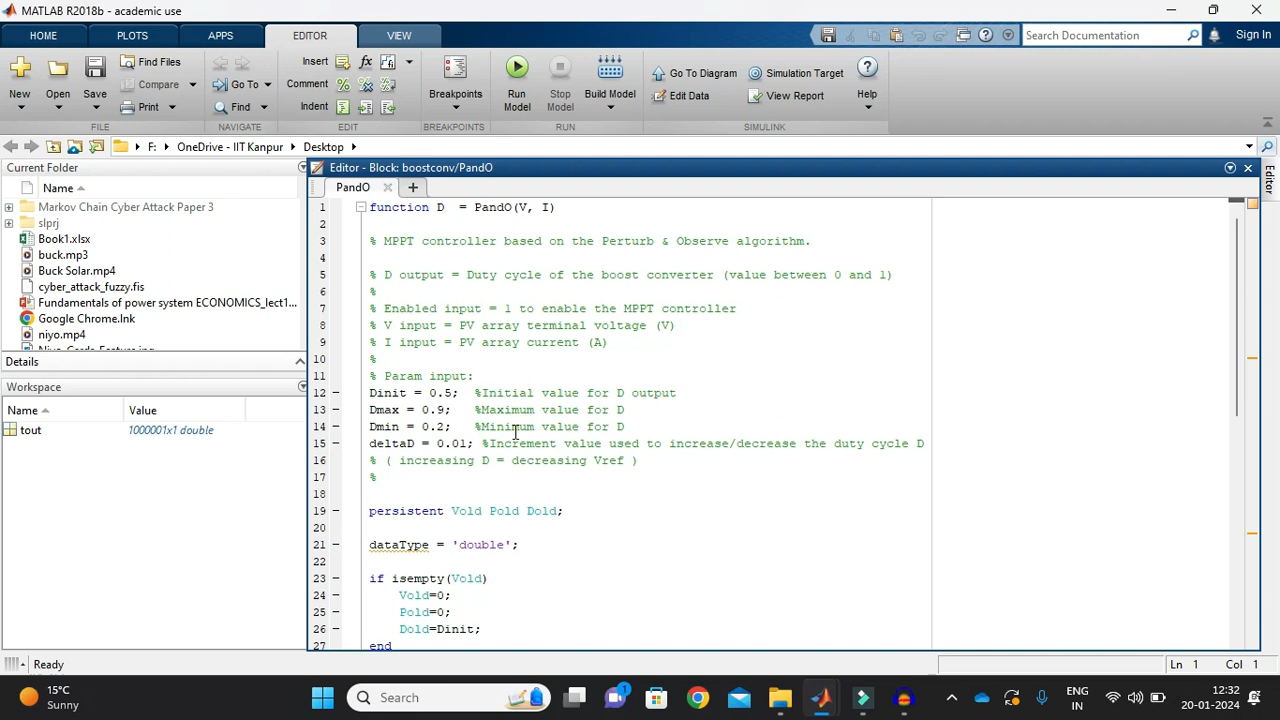 MATLAB R2018b - academic use
HOME PLOTS APPS EDITOR VIEW
Search Documentation
Sign In
New Open Save
Find Files
Compare
Print
FILE
Go To
Find
NAVIGATE
Insert
Comment
Indent
EDIT
Breakpoints
BREAKPOINTS
Run Model
Stop Model
Build Model
RUN
Go To Diagram
Edit Data
Simulation Target
View Report
SIMULINK
Help
F: OneDrive - IIT Kanpur Desktop
Current Folder
Name
Markov Chain Cyber Attack Paper 3
slprj
Book1.xlsx
buck.mp3
Buck Solar.mp4
cyber_attack_fuzzy.fis
Fundamentals of power system ECONOMICS_lect1...
Google Chrome.lnk
niyo.mp4
Details
Workspace
Name Value
tout 1000001x1 double
Editor - Block: boostconv/PandO
Editor
PandO
1 function D = PandO(V, I)
2
3 % MPPT controller based on the Perturb & Observe algorithm.
4
5 % D output = Duty cycle of the boost converter (value between 0 and 1)
6 %
7 % Enabled input = 1 to enable the MPPT controller
8 % V input = PV array terminal voltage (V)
9 % I input = PV array current (A)
10 %
11 % Param input:
12 Dinit = 0.5; %Initial value for D output
13 Dmax = 0.9; %Maximum value for D
14 Dmin = 0.2; %Minimum value for D
15 deltaD = 0.01; %Increment value used to increase/decrease the duty cycle D
16 % ( increasing D = decreasing Vref )
17 %
18
19 persistent Vold Pold Dold;
20
21 dataType = 'double';
22
23 if isempty(Vold)
24 Vold=0;
25 Pold=0;
26 Dold=Dinit;
27 end
Ready
Ln 1 Col 1
15°C
Sunny
Search
1
ENG
IN
12:32
20-01-2024